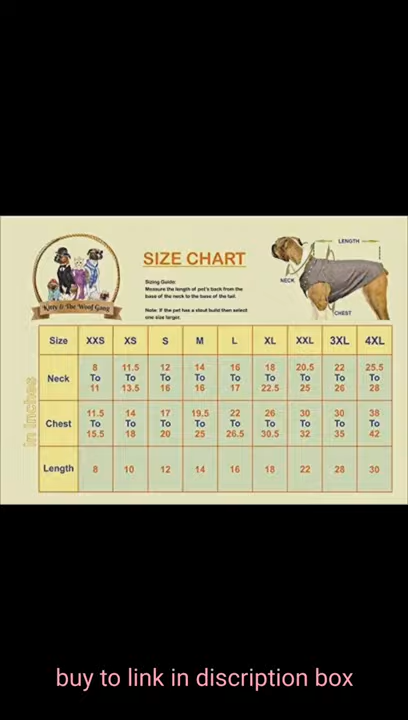 SIZE CHART
Sizing Guide:
Measure the length of pet's back from the
base of the neck to the base of the tail.
Note: If the pet has a stout build then select
one size larger.
Kitty & The Woof Gang
LENGTH
NECK
CHEST
in Inches
Size XXS XS S M L XL XXL 3XL 4XL
Neck 8 To 11 11.5 To 13.5 12 To 16 14 To 16 16 To 17 18 To 22.5 20.5 To 25 22 To 26 25.5 To 28
Chest 11.5 To 15.5 14 To 18 17 To 20 19.5 To 25 22 To 26.5 26 To 30.5 30 To 32 30 To 35 38 To 42
Length 8 10 12 14 16 18 22 28 30
buy to link in discription box